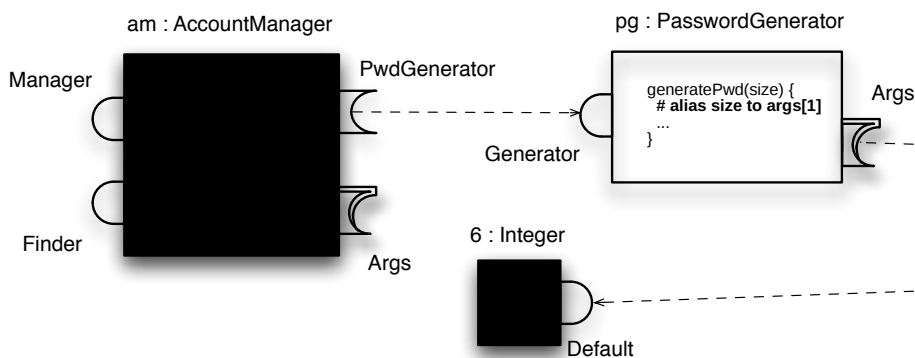 am : AccountManager
pg : PasswordGenerator
Manager
PwdGenerator
Args
generatePwd(size) {
# alias size to args[1]
...
}
Generator
Finder
Args
6 : Integer
Default